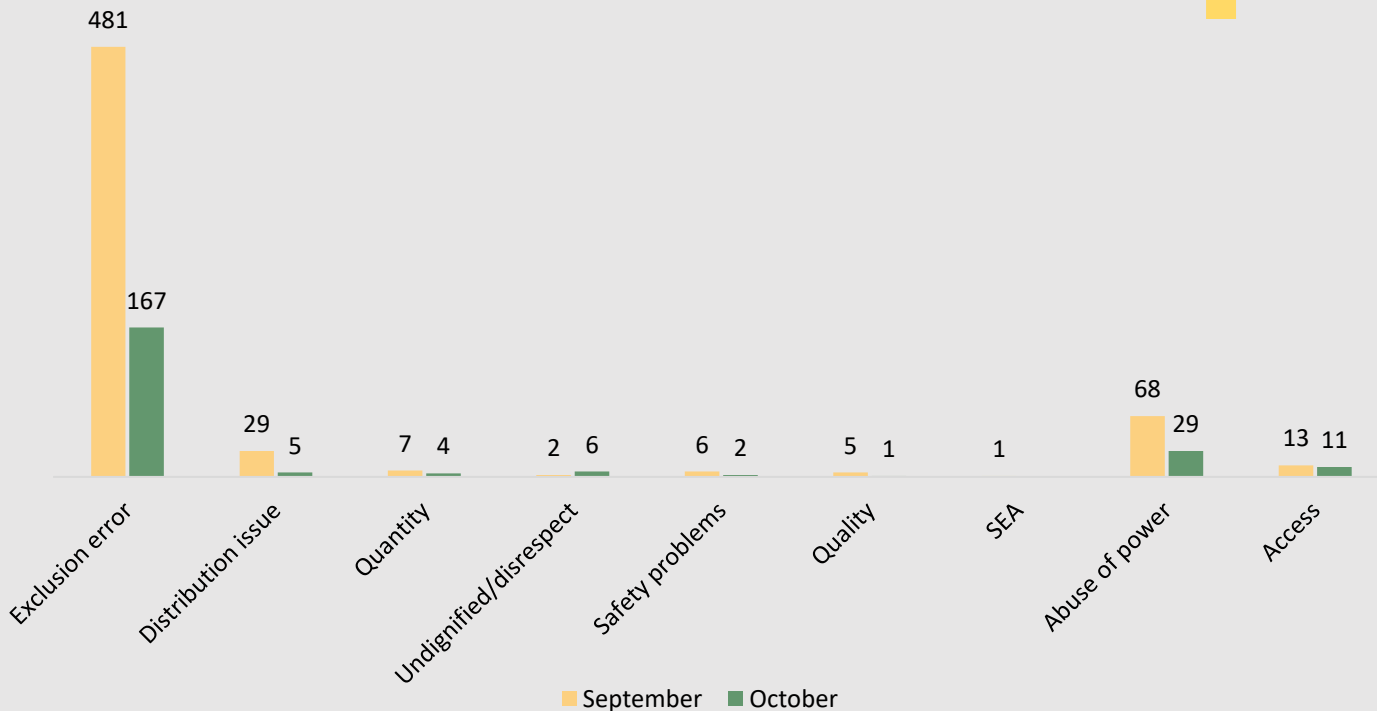 481
167
29
5
7
4
2
6
6
2
5
1
1
68
29
13
11
Exclusion error
Distribution issue
Quantity
Undignified/disrespect
Safety problems
Quality
SEA
Abuse of power
Access
September
October